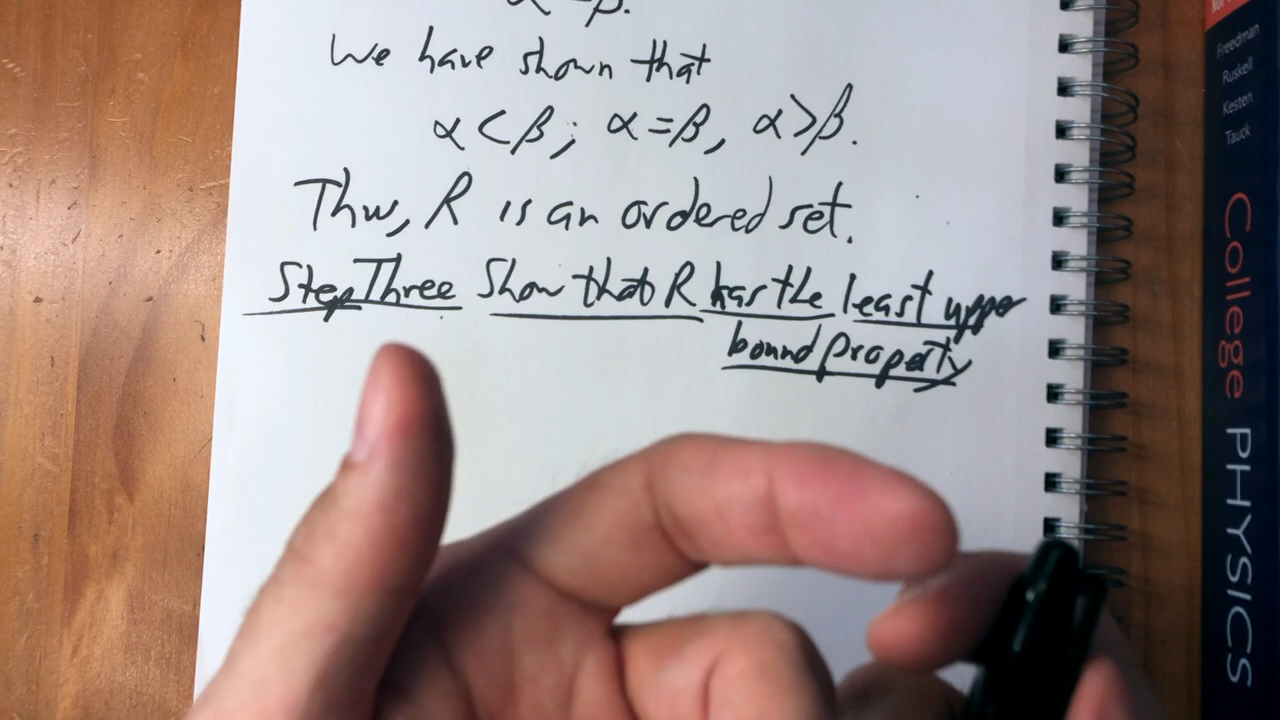 α = β.
We have shown that
α < β; α = β, α > β.
Thus, R is an ordered set.
Step Three Show that R has the least upper
bound property
Freedman
Ruskell
Kesten
Tauck
College PHYSICS